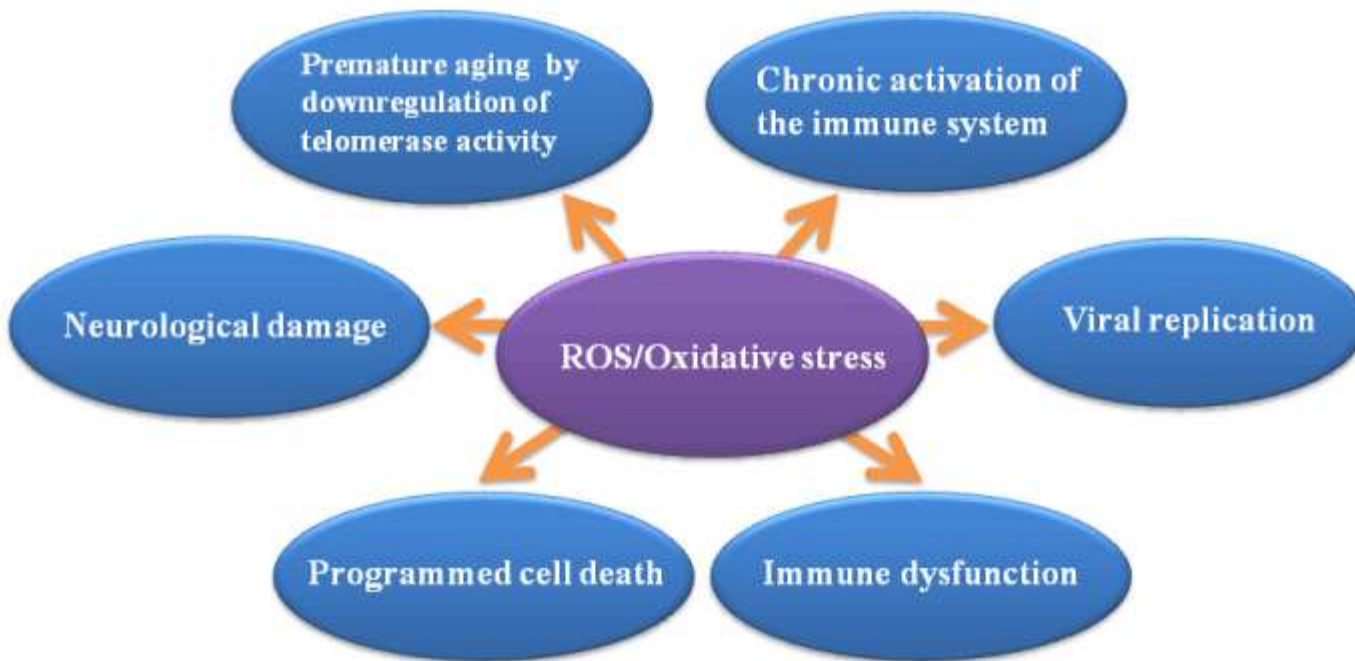 Premature aging by
downregulation of
telomerase activity
Chronic activation of
the immune system
Neurological damage
ROS/Oxidative stress
Viral replication
Programmed cell death
Immune dysfunction